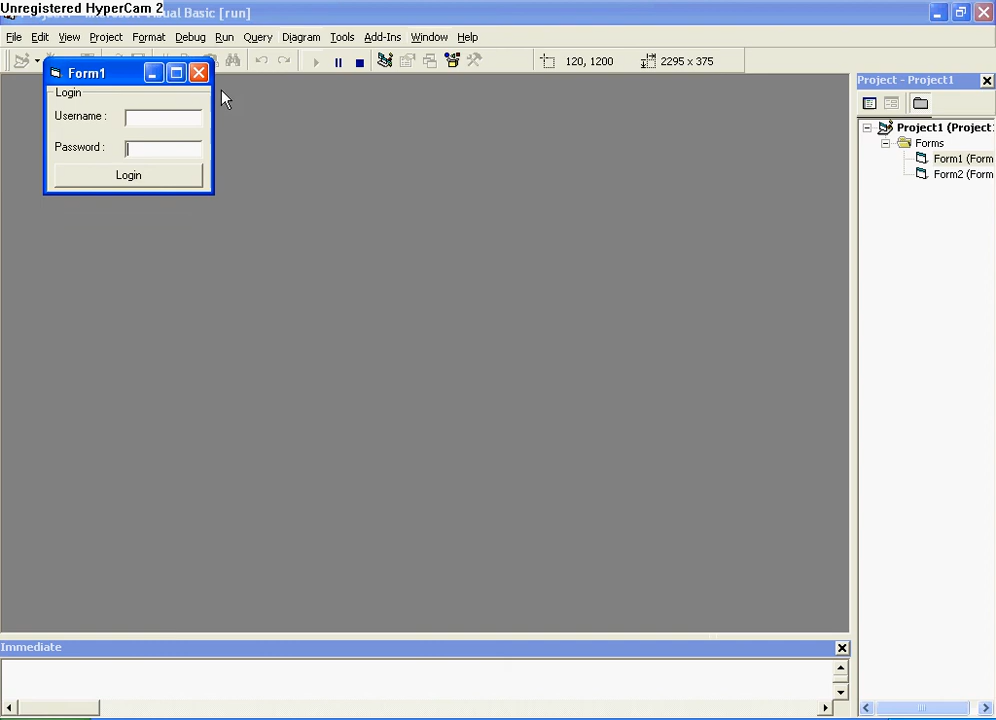 Unregistered HyperCam 2
Visual Basic [run]
File Edit View Project Format Debug Run Query Diagram Tools Add-Ins Window Help
120, 1200 2295 x 375
Form1
Login
Username :
Password :
Login
Project - Project1
Project1 (Project
Forms
Form1 (Form
Form2 (Form
Immediate